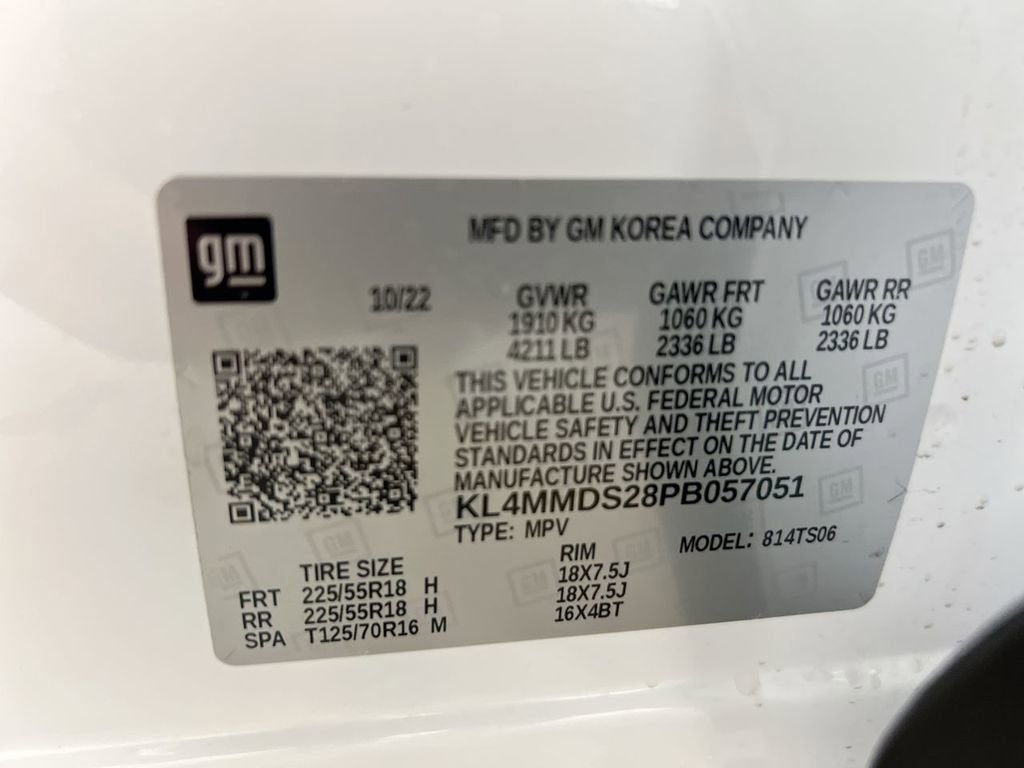 gm
MFD BY GM KOREA COMPANY
10/22
GVWR GAWR FRT GAWR RR
1910 KG 1060 KG 1060 KG
4211 LB 2336 LB 2336 LB
THIS VEHICLE CONFORMS TO ALL
APPLICABLE U.S. FEDERAL MOTOR
VEHICLE SAFETY AND THEFT PREVENTION
STANDARDS IN EFFECT ON THE DATE OF
MANUFACTURE SHOWN ABOVE.
KL4MMDS28PB057051
TYPE: MPV MODEL: 814TS06
TIRE SIZE RIM
FRT 225/55R18 H 18X7.5J
RR 225/55R18 H 18X7.5J
SPA T125/70R16 M 16X4BT